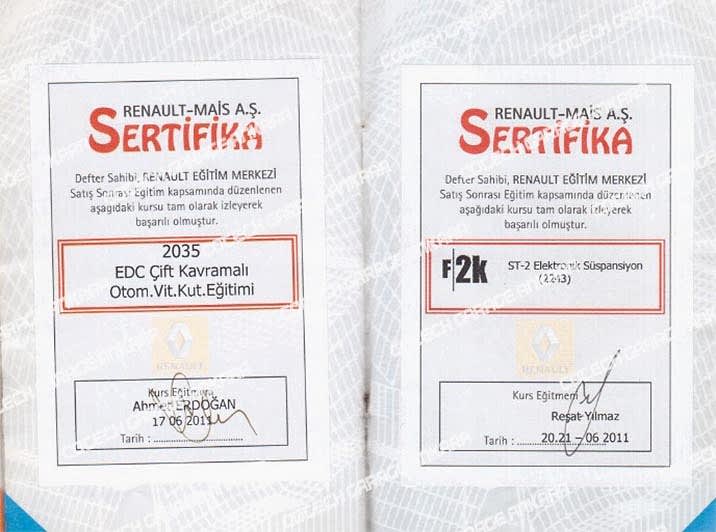 RENAULT-MAİS A.Ş.
SERTİFİKA
Defter Sahibi, RENAULT EĞİTİM MERKEZİ
Satış Sonrası Eğitim kapsamında düzenlenen
aşagıdaki kursu tam olarak izleyerek
başarılı olmuştur.
2035
EDC Çift Kavramalı
Otom.Vit.Kut.Eğitimi
RENAULT
Kurs Eğitmeni
Ahmet ERDOĞAN
17 06 2011
Tarih :
RENAULT-MAİS A.Ş.
SERTİFİKA
Defter Sahibi, RENAULT EĞİTİM MERKEZİ
Satış Sonrası Eğitim kapsamında düzenlenen
aşağıdaki kursu tam olarak izleyerek
başarılı olmuştur.
F2k ST-2 Elektronik Süspansiyon
(2243)
RENAULT
Kurs Eğitmeni
Reşat Yılmaz
Tarih : 20.21 – 06 2011